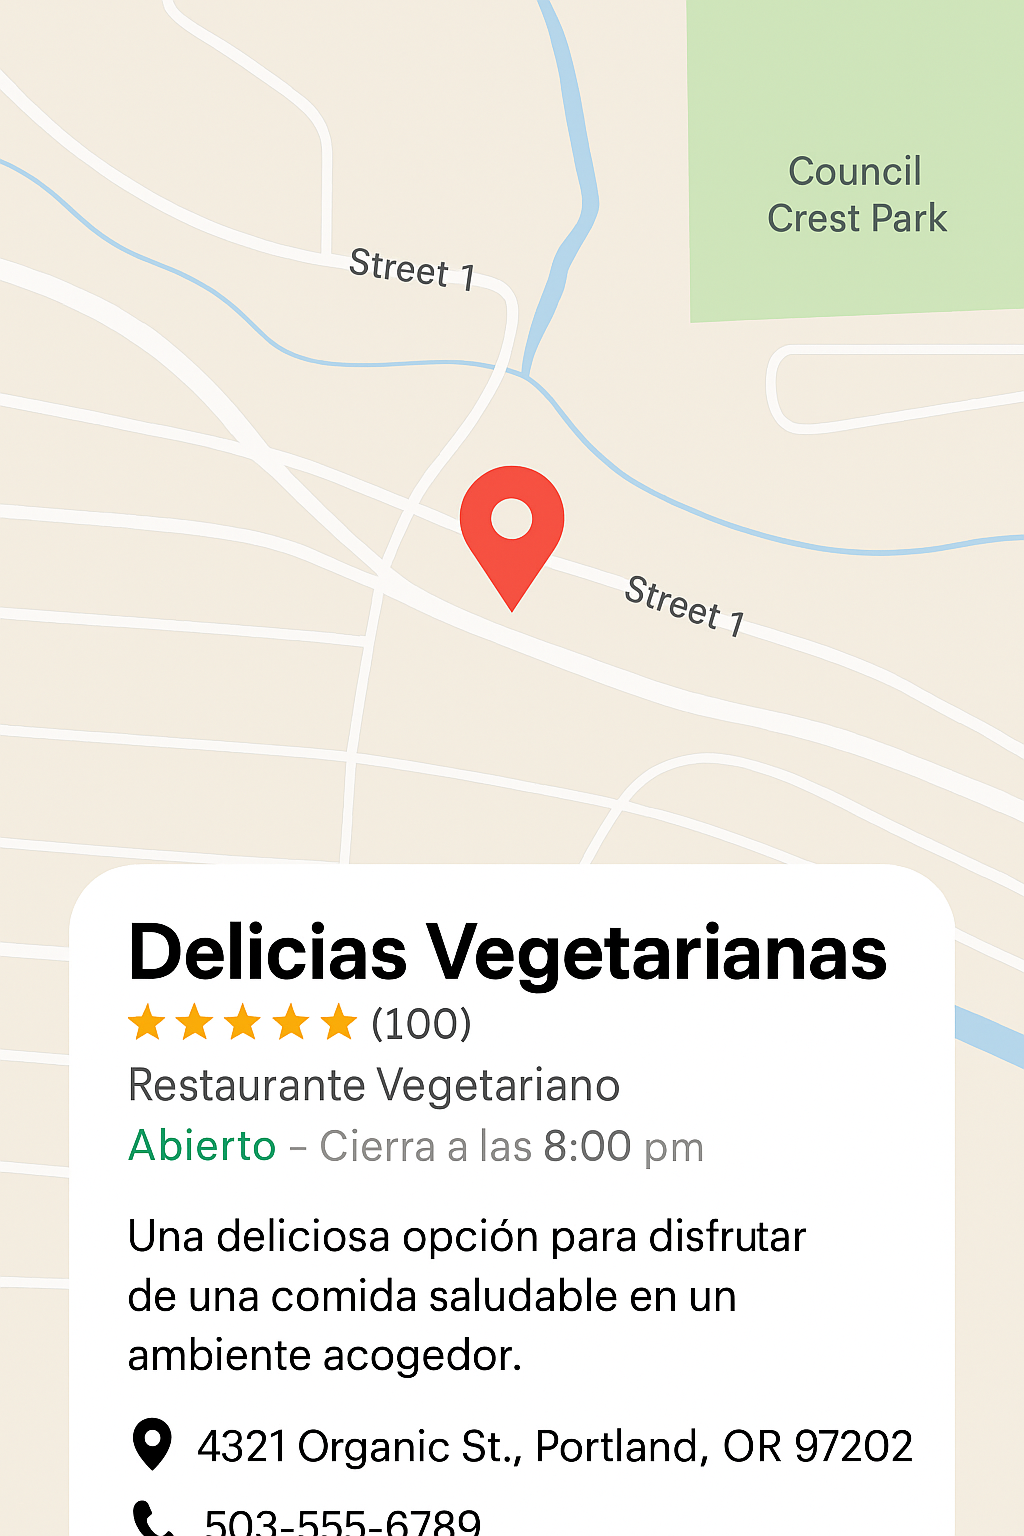 Council
Crest Park
Street 1
Street 1
Delicias Vegetarianas
(100)
Restaurante Vegetariano
Abierto – Cierra a las 8:00 pm
Una deliciosa opción para disfrutar
de una comida saludable en un
ambiente acogedor.
4321 Organic St., Portland, OR 97202
503-555-6789